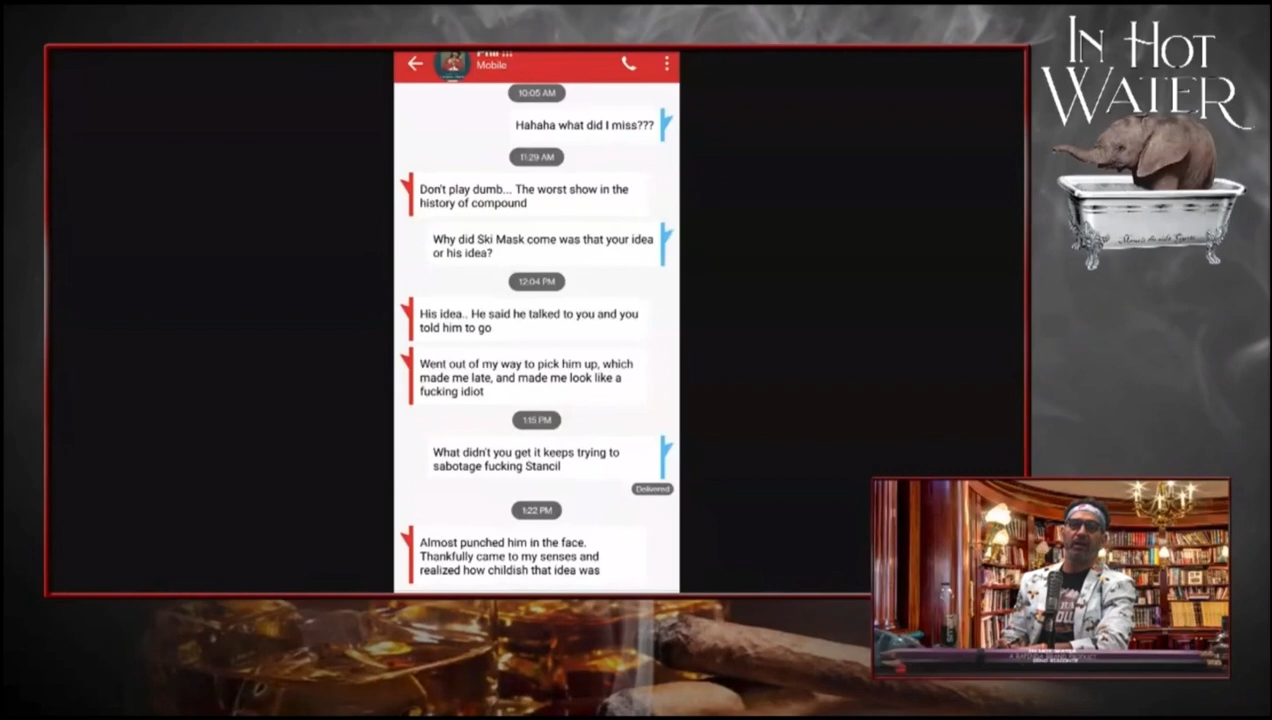 IN HOT
WATER
Mobile
10:05 AM
Hahaha what did I miss???
11:29 AM
Don't play dumb... The worst show in the
history of compound
Why did Ski Mask come was that your idea
or his idea?
12:04 PM
His idea.. He said he talked to you and you
told him to go
Went out of my way to pick him up, which
made me late, and made me look like a
fucking idiot
1:15 PM
What didn't you get it keeps trying to
sabotage fucking Stancil
Delivered
1:22 PM
Almost punched him in the face.
Thankfully came to my senses and
realized how childish that idea was